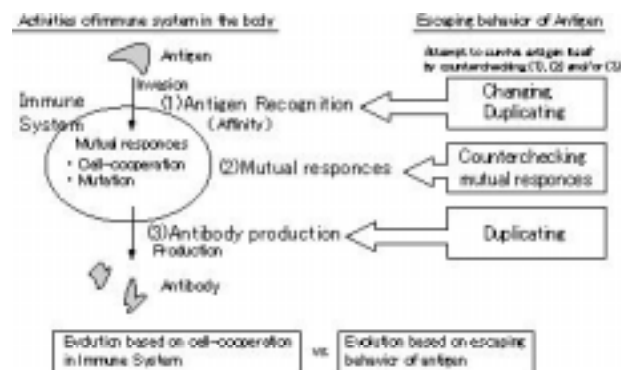 Activities of immune system in the body
Escaping behavior of Antigen
Antigen
Attempt to survive antigen itself
by counterchecking (1), (2) and/or (3)
Invasion
Immune
System
(1)Antigen Recognition
(Affinity)
Changing
Duplicating
Mutual responces
・Cell-cooperation
・Mutation
(2)Mutual responces
Counterchecking
mutual responces
(3)Antibody production
Production
Duplicating
Antibody
Evolution based on cell-cooperation
in Immune System
vs.
Evolution based on escaping
behavior of antigen